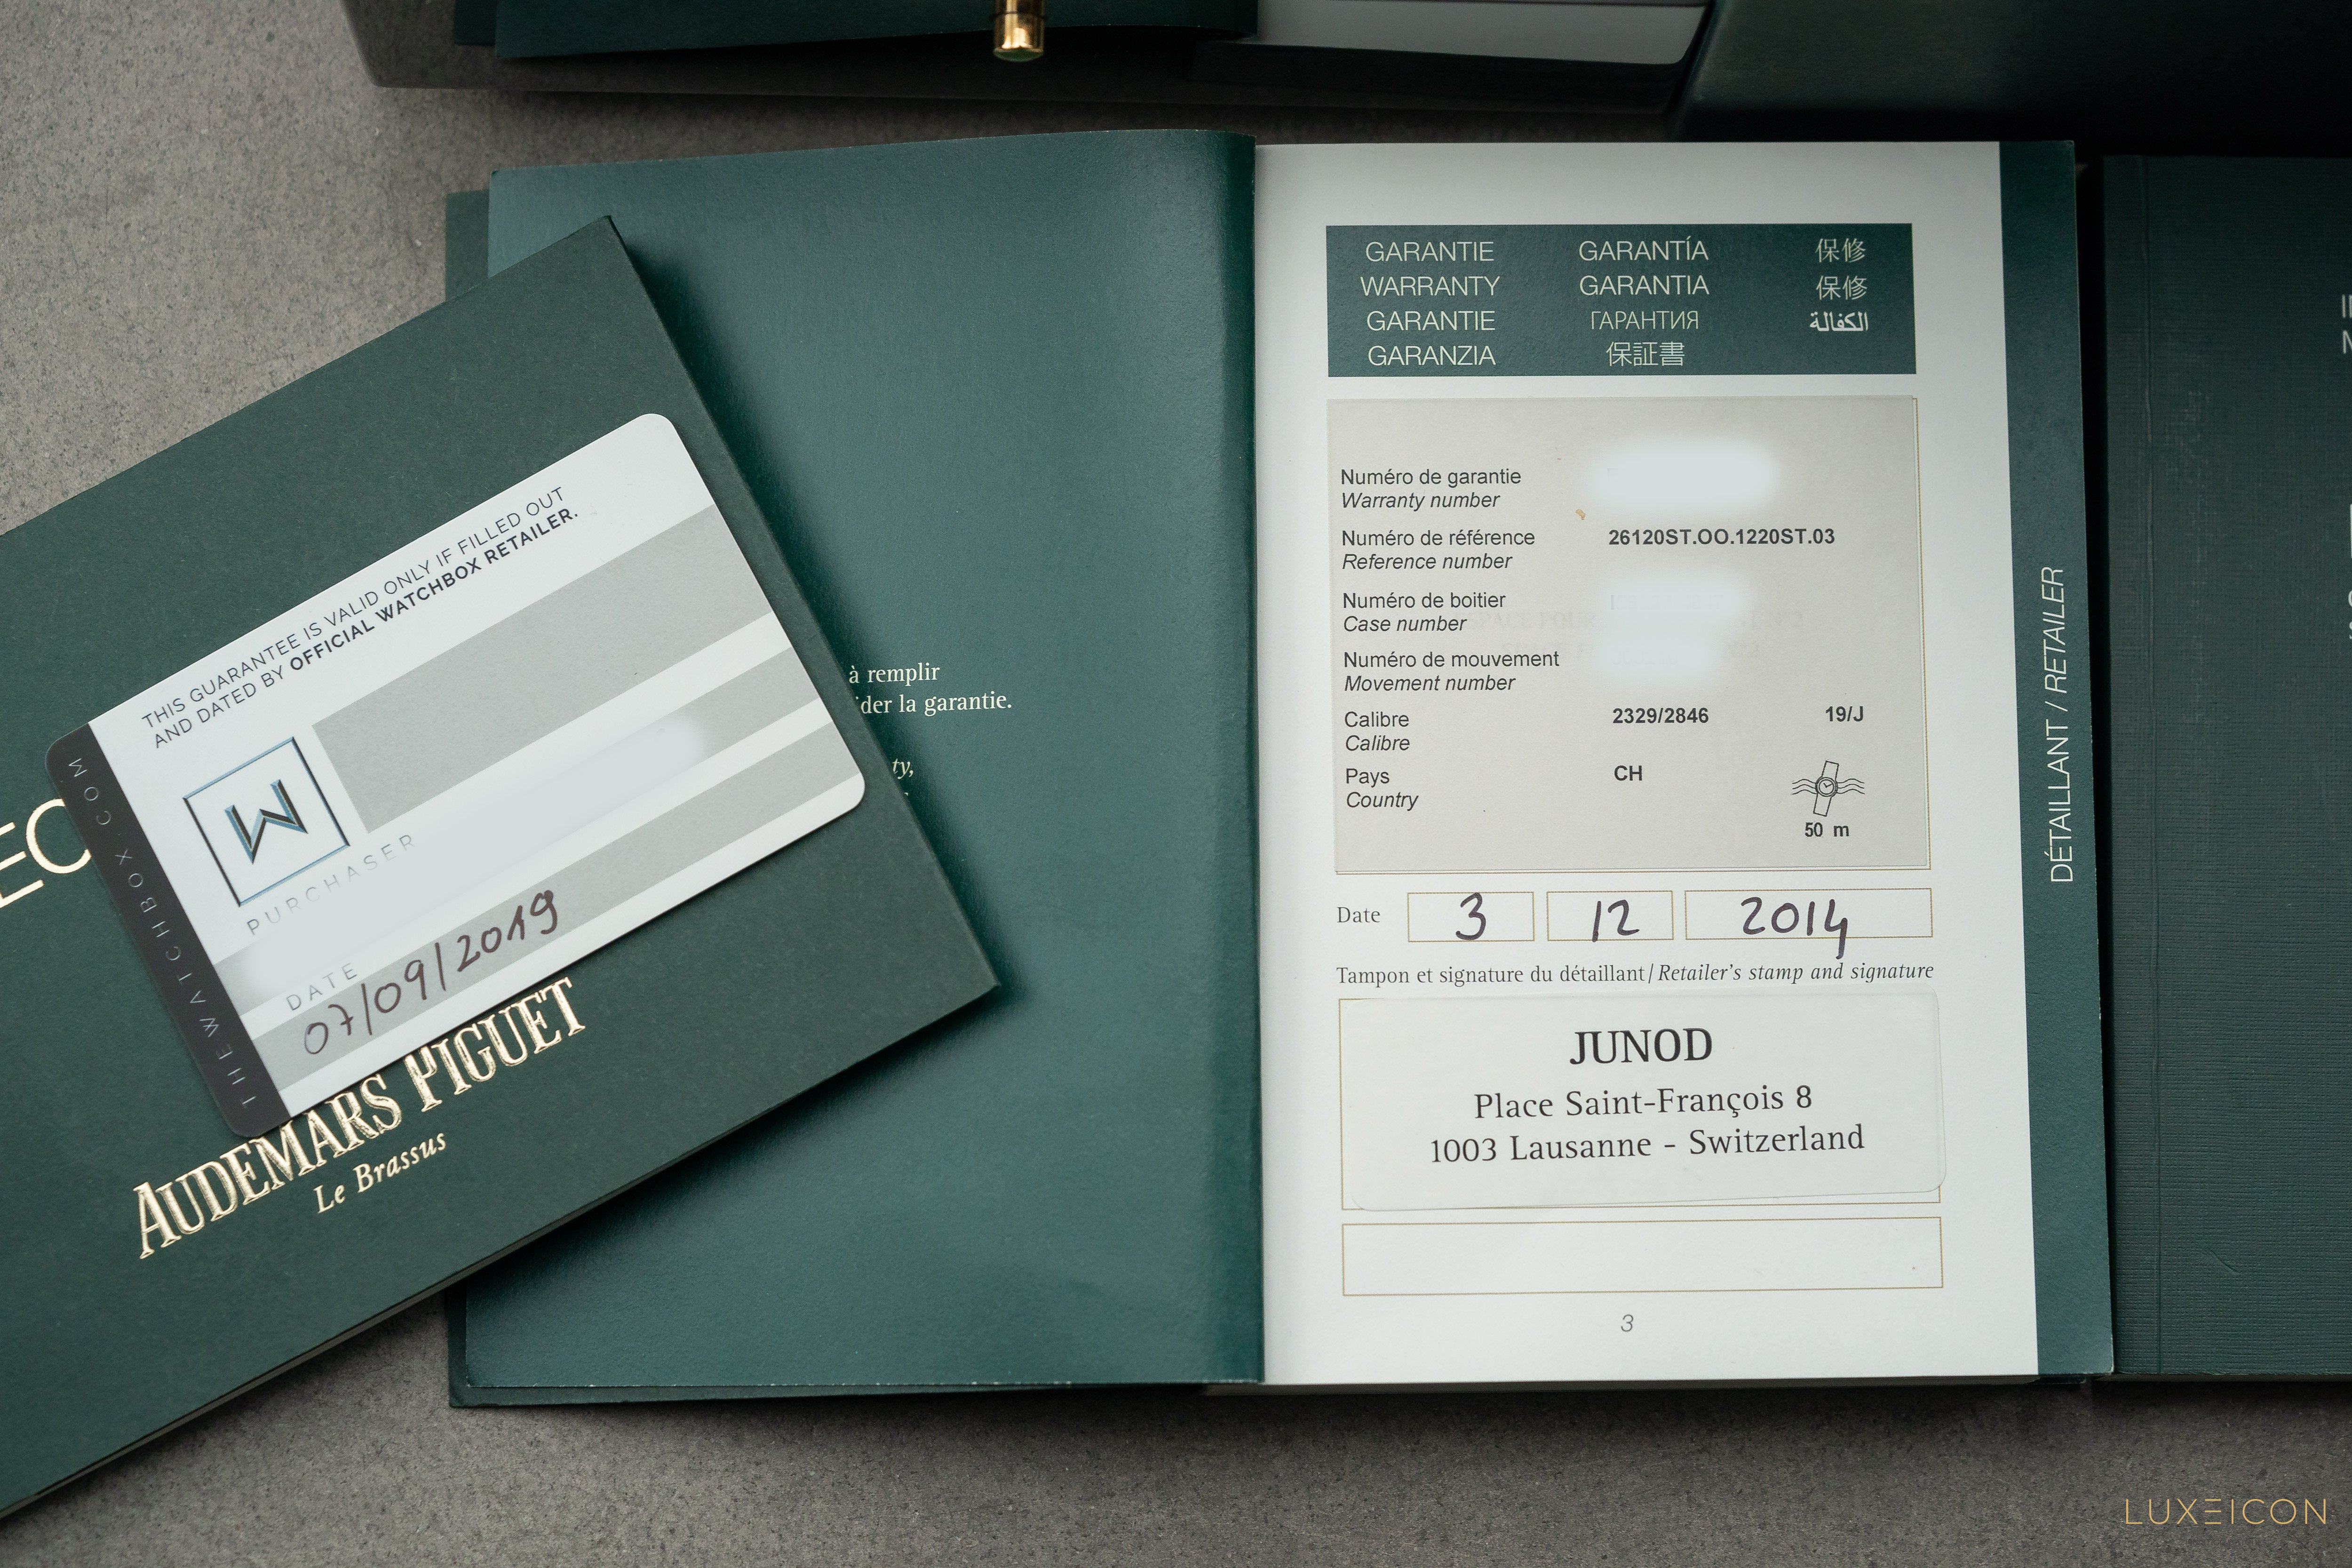 THIS GUARANTEE IS VALID ONLY IF FILLED OUT
AND DATED BY OFFICIAL WATCHBOX RETAILER.
THEWATCHBOX.COM
W
PURCHASER
DATE
07/09/2019
AUDEMARS PIGUET
Le Brassus
à remplir
la garantie.
GARANTIE GARANTÍA 保修
WARRANTY GARANTIA 保修
GARANTIE ГАРАНТИЯ الكفالة
GARANZIA 保証書
Numéro de garantie
Warranty number
Numéro de référence 26120ST.OO.1220ST.03
Reference number
Numéro de boitier
Case number
Numéro de mouvement
Movement number
Calibre 2329/2846 19/J
Calibre
Pays CH
Country
50 m
Date 3 12 2014
Tampon et signature du détaillant/Retailer's stamp and signature
JUNOD
Place Saint-François 8
1003 Lausanne - Switzerland
3
DÉTAILLANT / RETAILER
LUXEICON